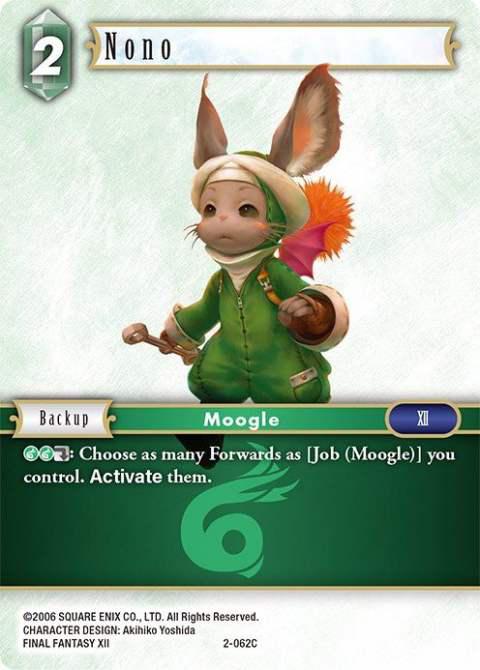 2
Nono
Backup
Moogle
XII
: Choose as many Forwards as [Job (Moogle)] you
control. Activate them.
©2006 SQUARE ENIX CO., LTD. All Rights Reserved.
CHARACTER DESIGN: Akihiko Yoshida
FINAL FANTASY XII
2-062C